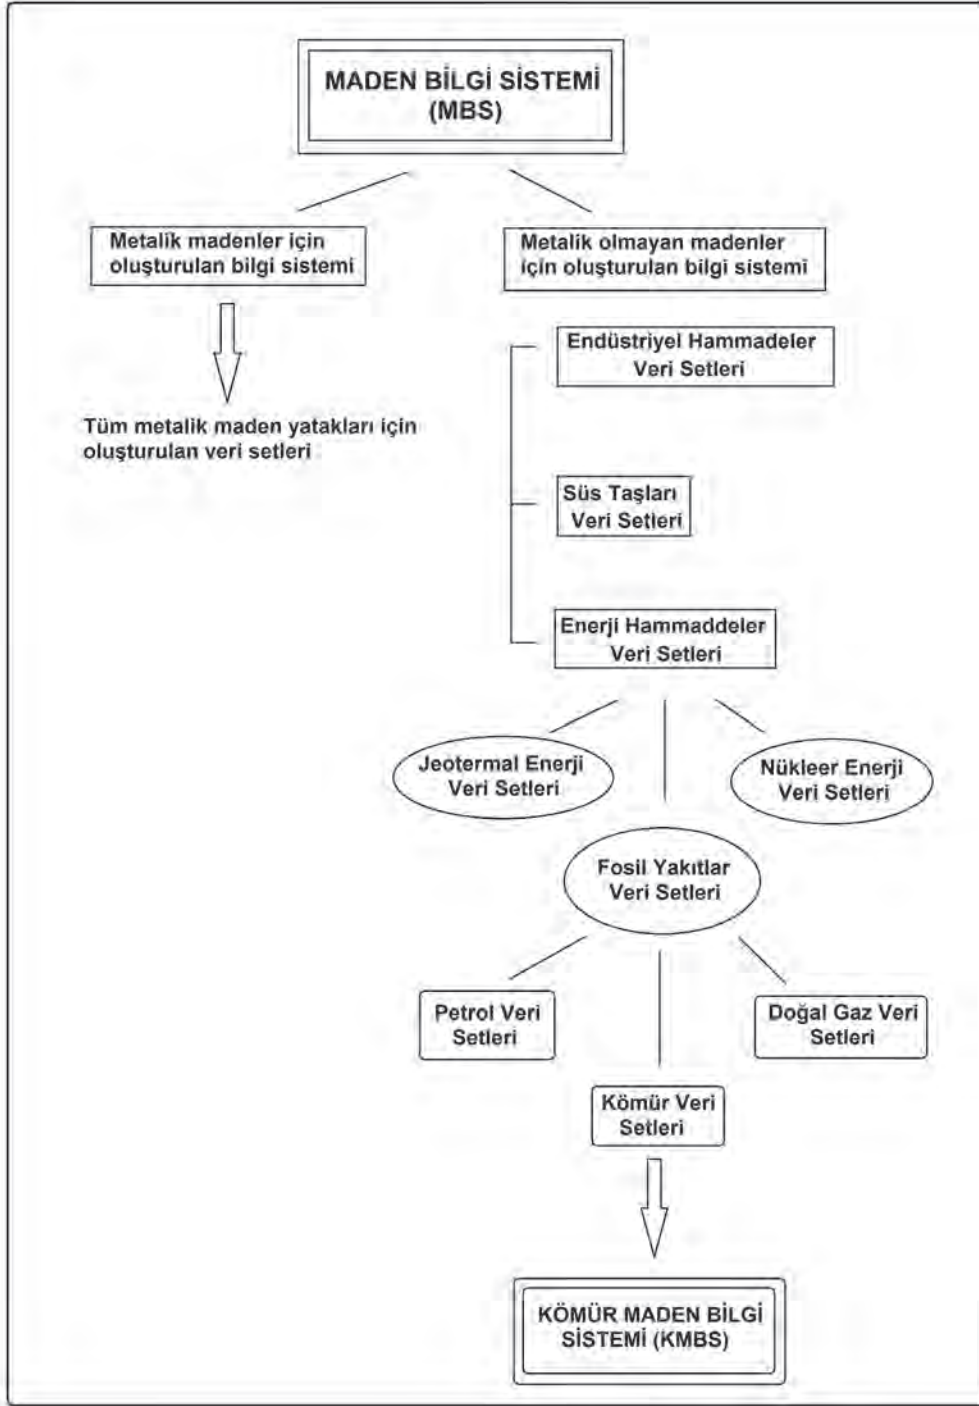 MADEN BİLGİ SİSTEMİ
(MBS)
Metalik madenler için
oluşturulan bilgi sistemi
Metalik olmayan madenler
için oluşturulan bilgi sistemi
Tüm metalik maden yatakları için
oluşturulan veri setleri
Endüstriyel Hammadeler
Veri Setleri
Süs Taşları
Veri Setleri
Enerji Hammaddeler
Veri Setleri
Jeotermal Enerji
Veri Setleri
Nükleer Enerji
Veri Setleri
Fosil Yakıtlar
Veri Setleri
Petrol Veri
Setleri
Doğal Gaz Veri
Setleri
Kömür Veri
Setleri
KÖMÜR MADEN BİLGİ
SİSTEMİ (KMBS)